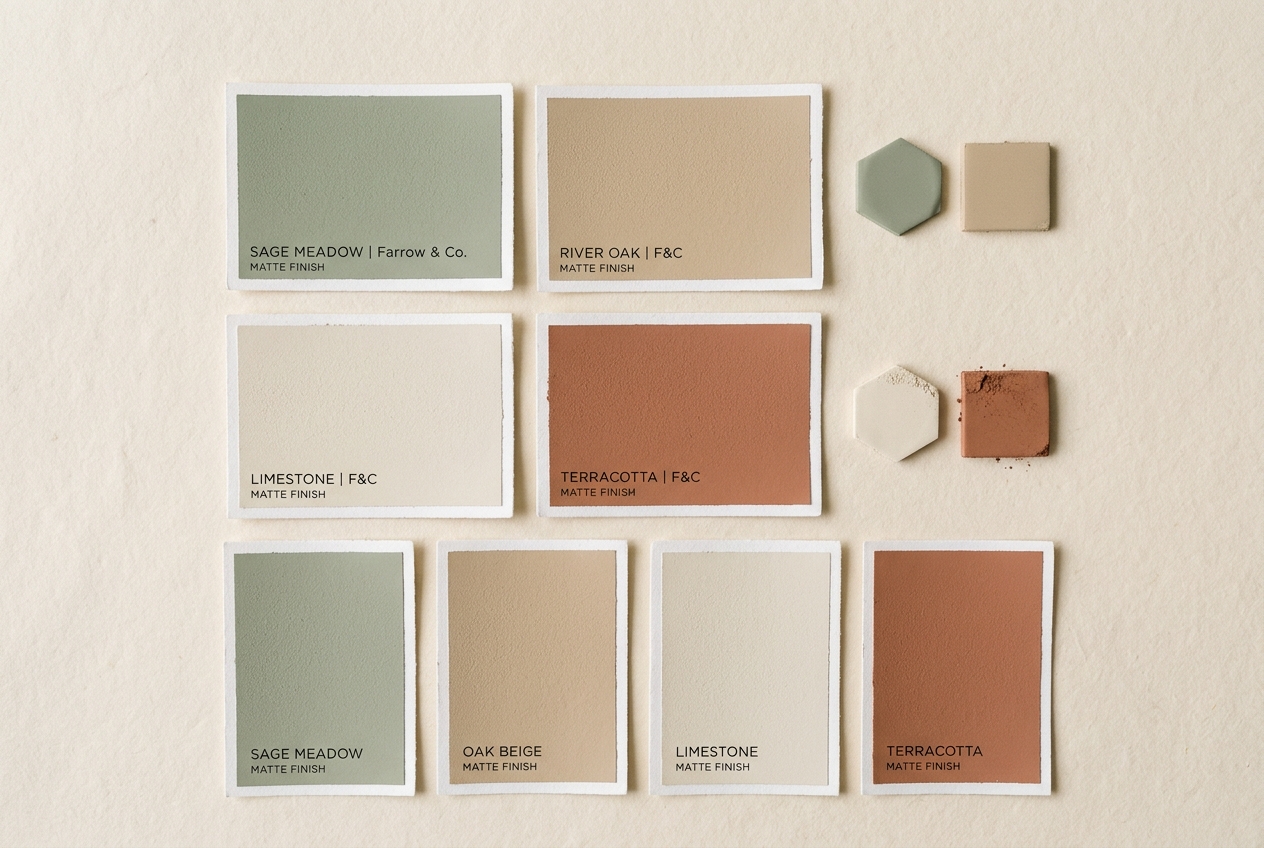 SAGE MEADOW | Farrow & Co.
MATTE FINISH
RIVER OAK | F&C
MATTE FINISH
LIMESTONE | F&C
MATTE FINISH
TERRACOTTA | F&C
MATTE FINISH
SAGE MEADOW
MATTE FINISH
OAK BEIGE
MATTE FINISH
LIMESTONE
MATTE FINISH
TERRACOTTA
MATTE FINISH